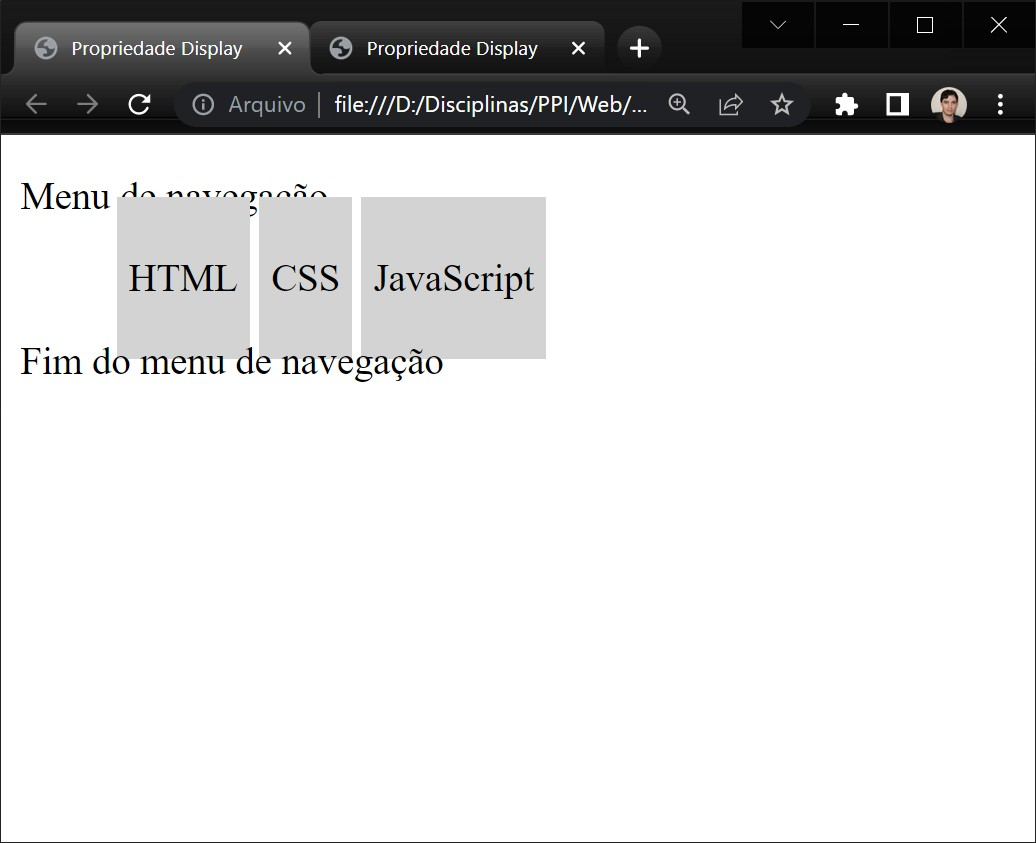 Propriedade Display Propriedade Display
Arquivo file:///D:/Disciplinas/PPI/Web/...
Menu de navegação
HTML CSS JavaScript
Fim do menu de navegação